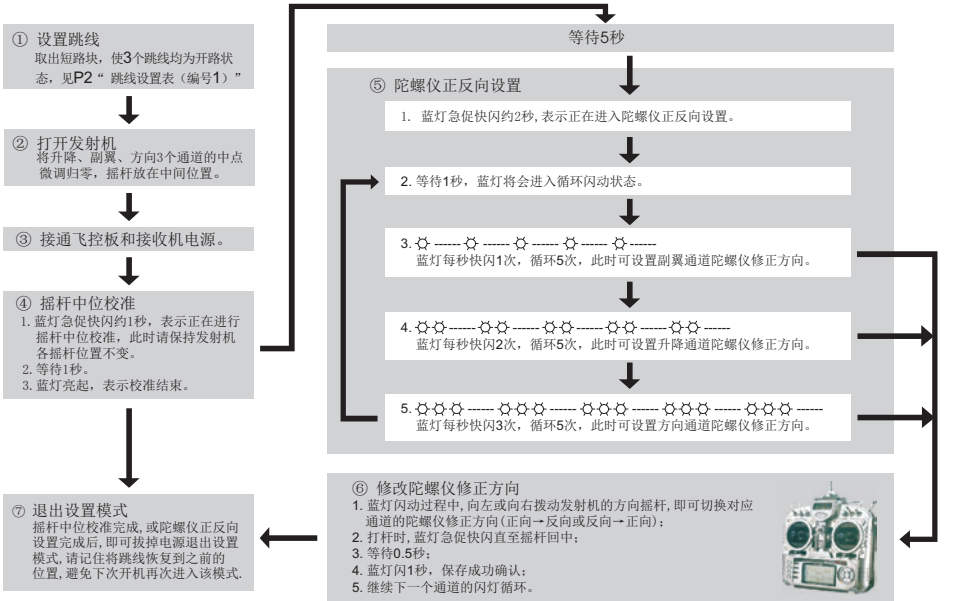 ① 设置跳线
取出短路块，使3个跳线均为开路状
态，见P2“ 跳线设置表（编号1）”
② 打开发射机
将升降、副翼、方向3个通道的中点
微调归零，摇杆放在中间位置。
③ 接通飞控板和接收机电源。
④ 摇杆中位校准
1.蓝灯急促快闪约1秒，表示正在进行
摇杆中位校准，此时请保持发射机
各摇杆位置不变。
2.等待1秒。
3.蓝灯亮起，表示校准结束。
等待5秒
⑤ 陀螺仪正反向设置
1. 蓝灯急促快闪约2秒,表示正在进入陀螺仪正反向设置。
2. 等待1秒，蓝灯将会进入循环闪动状态。
3. ------ ------ ------ ------ ------
蓝灯每秒快闪1次，循环5次，此时可设置副翼通道陀螺仪修正方向。
4. ------ ------ ------ ------ ------
蓝灯每秒快闪2次，循环5次，此时可设置升降通道陀螺仪修正方向。
5. ------ ------ ------ ------ ------
蓝灯每秒快闪3次，循环5次，此时可设置方向通道陀螺仪修正方向。
⑥ 修改陀螺仪修正方向
1. 蓝灯闪动过程中,向左或向右拨动发射机的方向摇杆,即可切换对应
通道的陀螺仪修正方向(正向→反向或反向→正向);
2. 打杆时,蓝灯急促快闪直至摇杆回中;
3. 等待0.5秒;
4. 蓝灯闪1秒，保存成功确认;
5. 继续下一个通道的闪灯循环。
⑦ 退出设置模式
摇杆中位校准完成,或陀螺仪正反向
设置完成后,即可拔掉电源退出设置
模式,请记住将跳线恢复到之前的
位置,避免下次开机再次进入该模式.